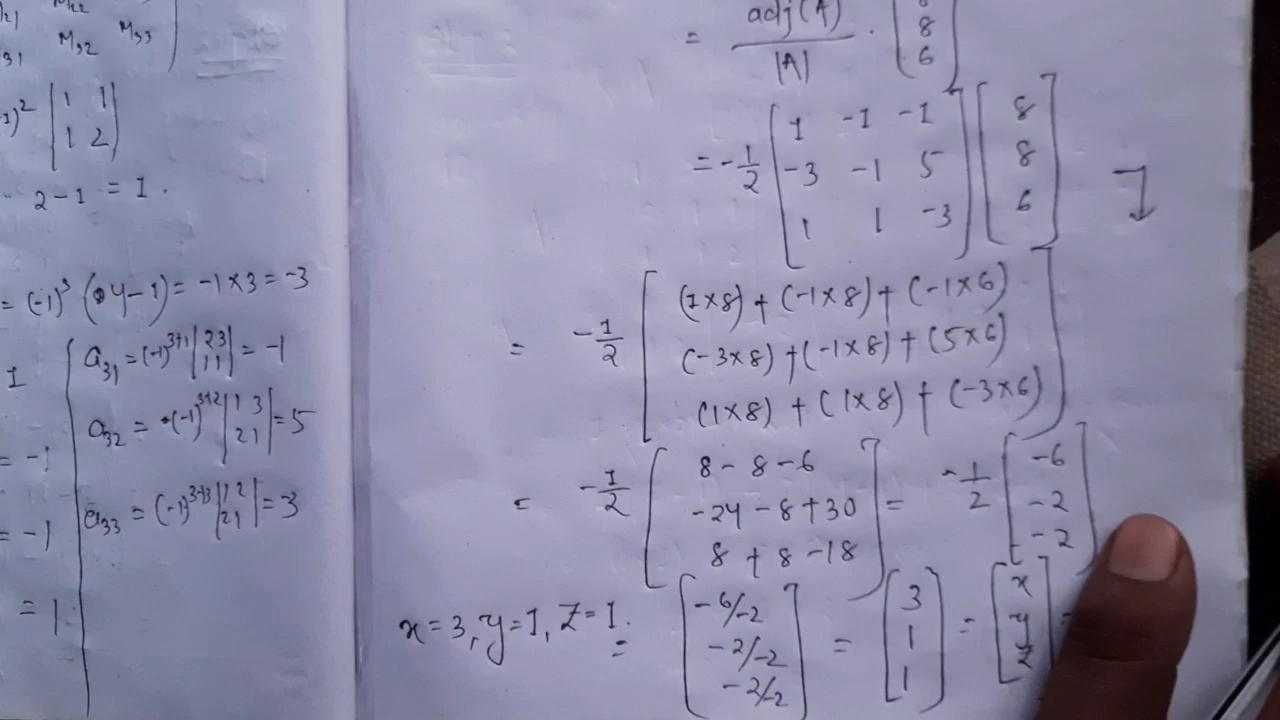 M₃₂ M₃₃
)² |1 1|
|1 2|
2-1 = 1.
= (-1)³ (4-1) = -1×3 = -3
1
a₃₁ = (-1)³⁺¹ |2 3| = -1
|1 1|
a₃₂ = (-1)³⁺² |1 3| = 5
|2 1|
a₃₃ = (-1)³⁺³ |1 2| = -3
|2 1|
= -1
= -1
= 1.
= adj(A)/|A| · [8
6]
= -1/2 [1 -1 -1] [8]
[-3 -1 5] [8]
[1 1 -3] [6]
= -1/2 [(1×8) + (-1×8) + (-1×6)]
[(-3×8) + (-1×8) + (5×6)]
[(1×8) + (1×8) + (-3×6)]
= -1/2 [8-8-6] = -1/2 [-6]
[-24-8+30] [-2]
[8+8-18] [-2]
x=3, y=1, z=1.
= [-6/-2] = [3] = [x] =
[-2/-2] [1] [y]
[-2/-2] [1] [z]